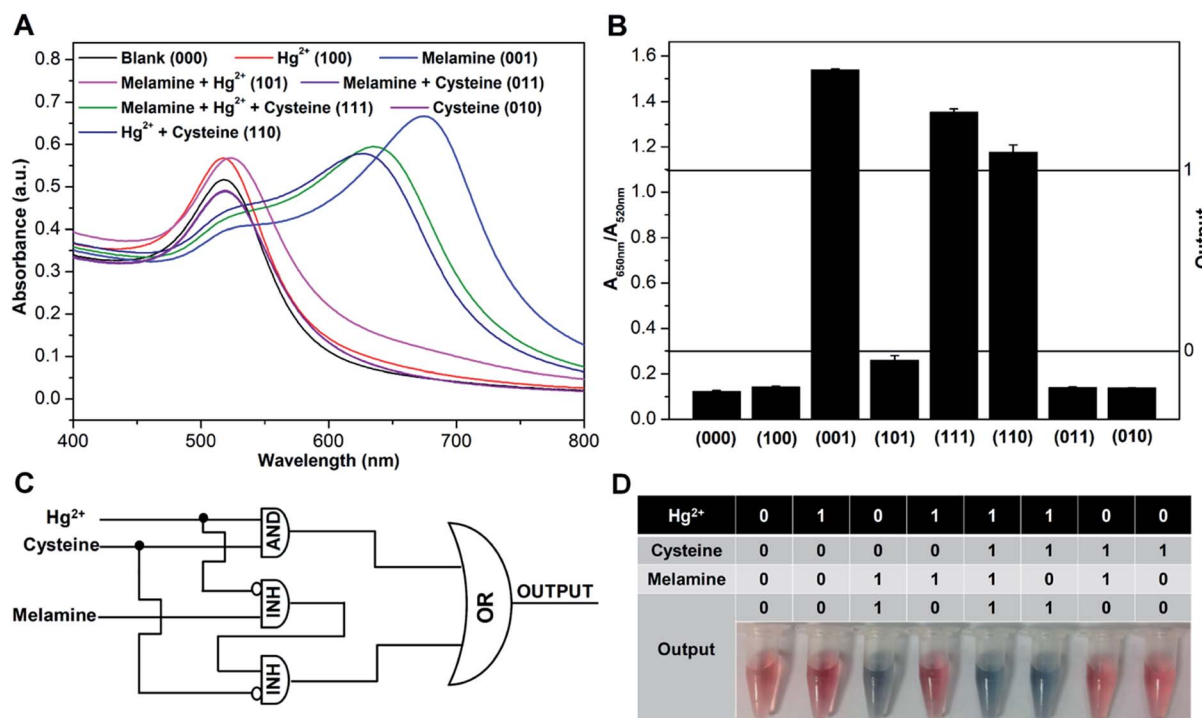 A
Blank (000) Hg²⁺ (100) Melamine (001)
Melamine + Hg²⁺ (101) Melamine + Cysteine (011)
Melamine + Hg²⁺ + Cysteine (111) Cysteine (010)
Hg²⁺ + Cysteine (110)
Absorbance (a.u.)
0.8
0.7
0.6
0.5
0.4
0.3
0.2
0.1
0.0
400 500 600 700 800
Wavelength (nm)
B
A650nm/A520nm
1.6
1.4
1.2
1.0
0.8
0.6
0.4
0.2
0.0
1
0
Output
(000) (100) (001) (101) (111) (110) (011) (010)
C
Hg²⁺
Cysteine
Melamine
AND
INH
INH
OR
OUTPUT
D
Hg²⁺ 0 1 0 1 1 1 0 0
Cysteine 0 0 0 0 1 1 1 1
Melamine 0 0 1 1 1 0 1 0
Output 0 0 1 0 1 1 0 0